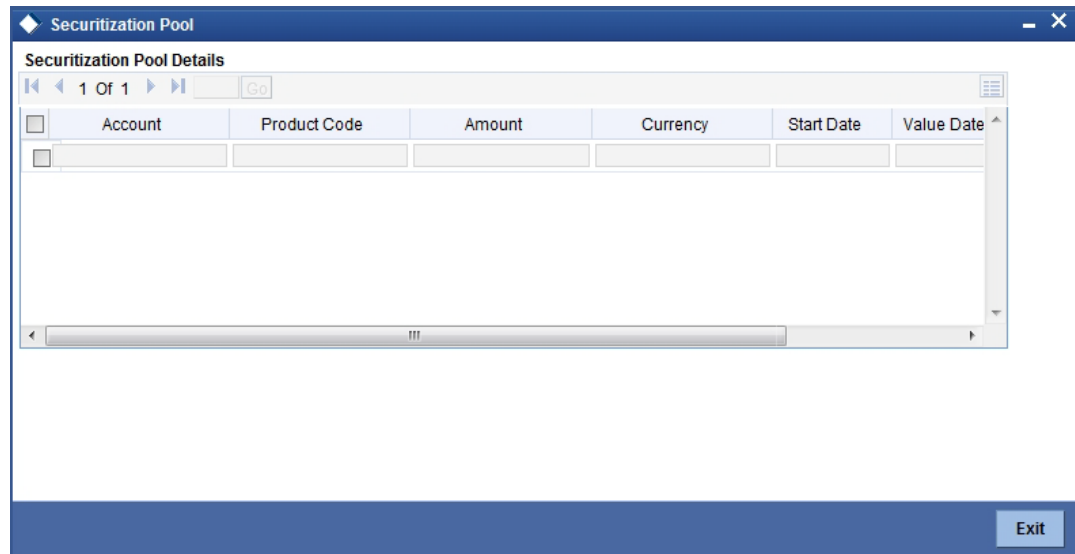 Securitization Pool
Securitization Pool Details
1 Of 1 Go
Account Product Code Amount Currency Start Date Value Date
Exit